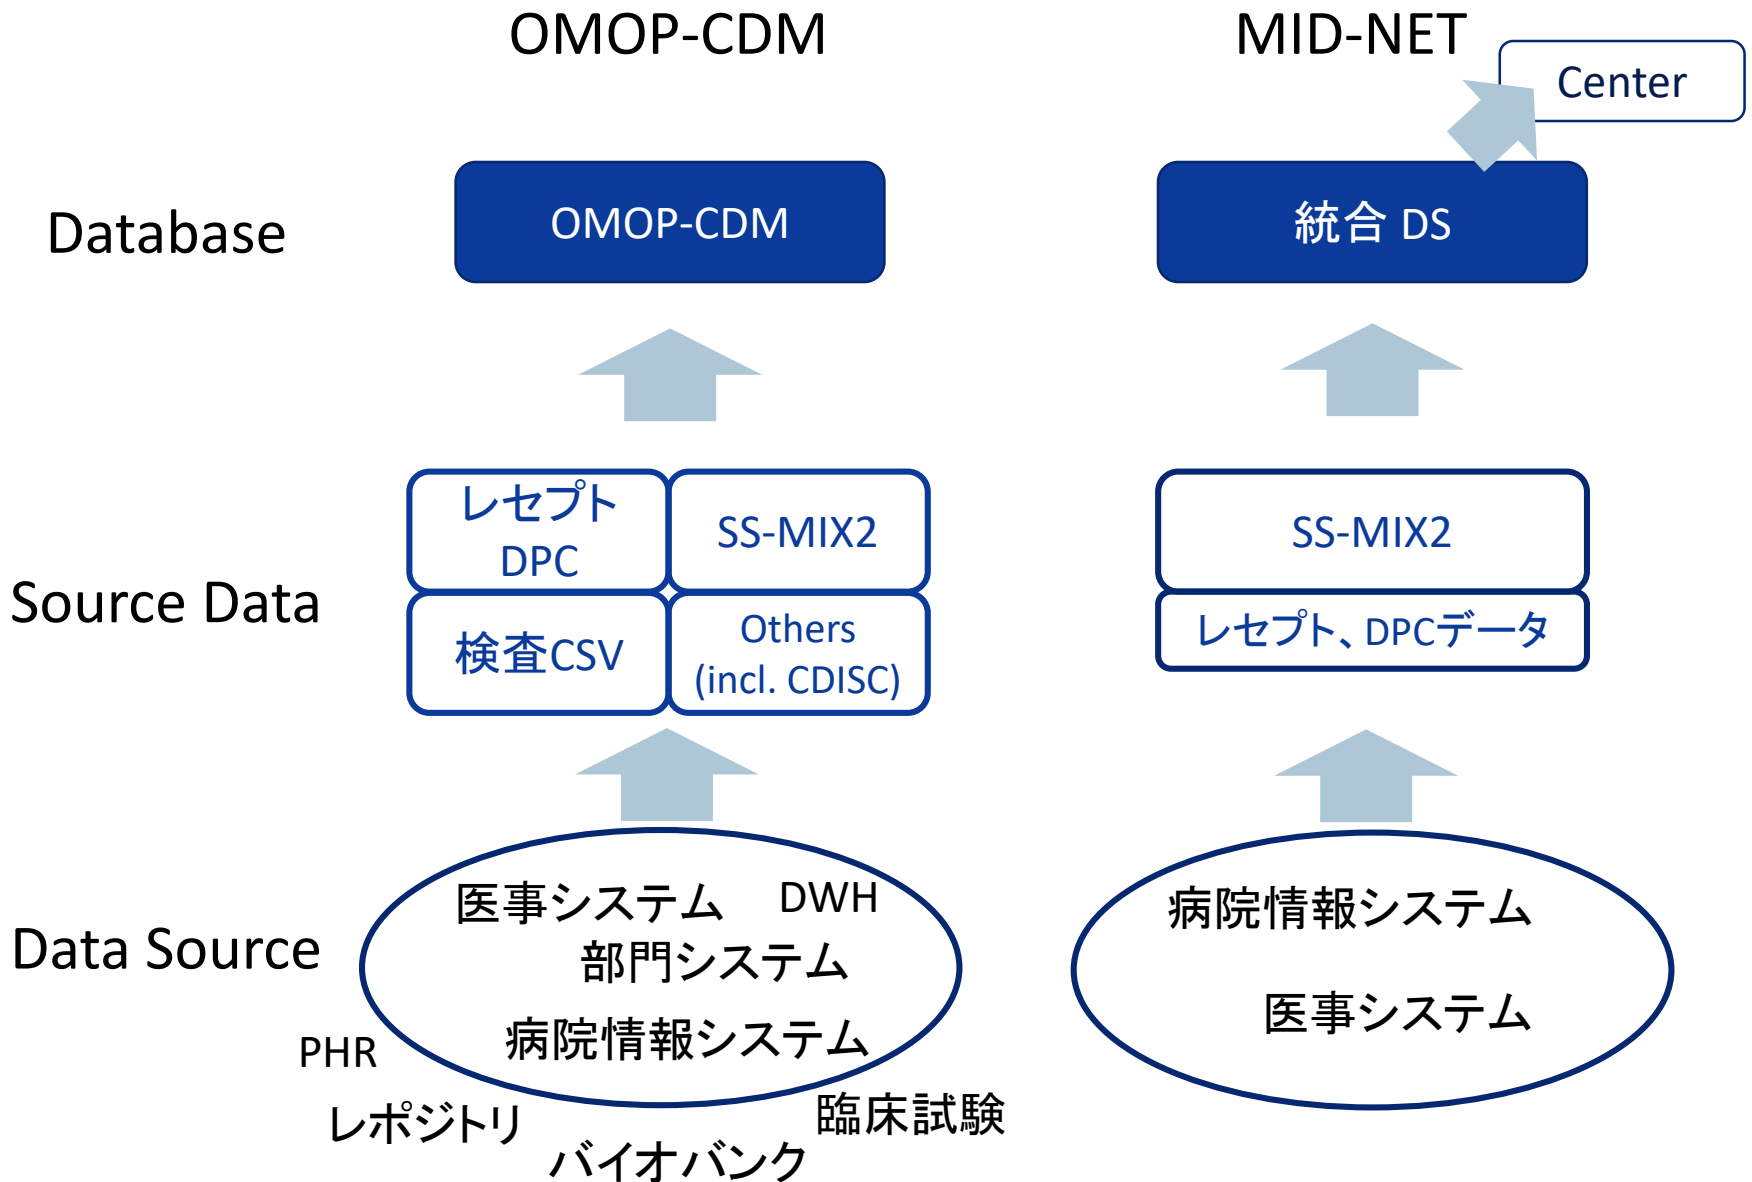 OMOP-CDM
MID-NET
Center
Database
OMOP-CDM
統合 DS
Source Data
レセプト
DPC
SS-MIX2
検査CSV
Others
(incl. CDISC)
SS-MIX2
レセプト、DPCデータ
Data Source
医事システム
DWH
部門システム
病院情報システム
PHR
レポジトリ
バイオバンク
臨床試験
病院情報システム
医事システム